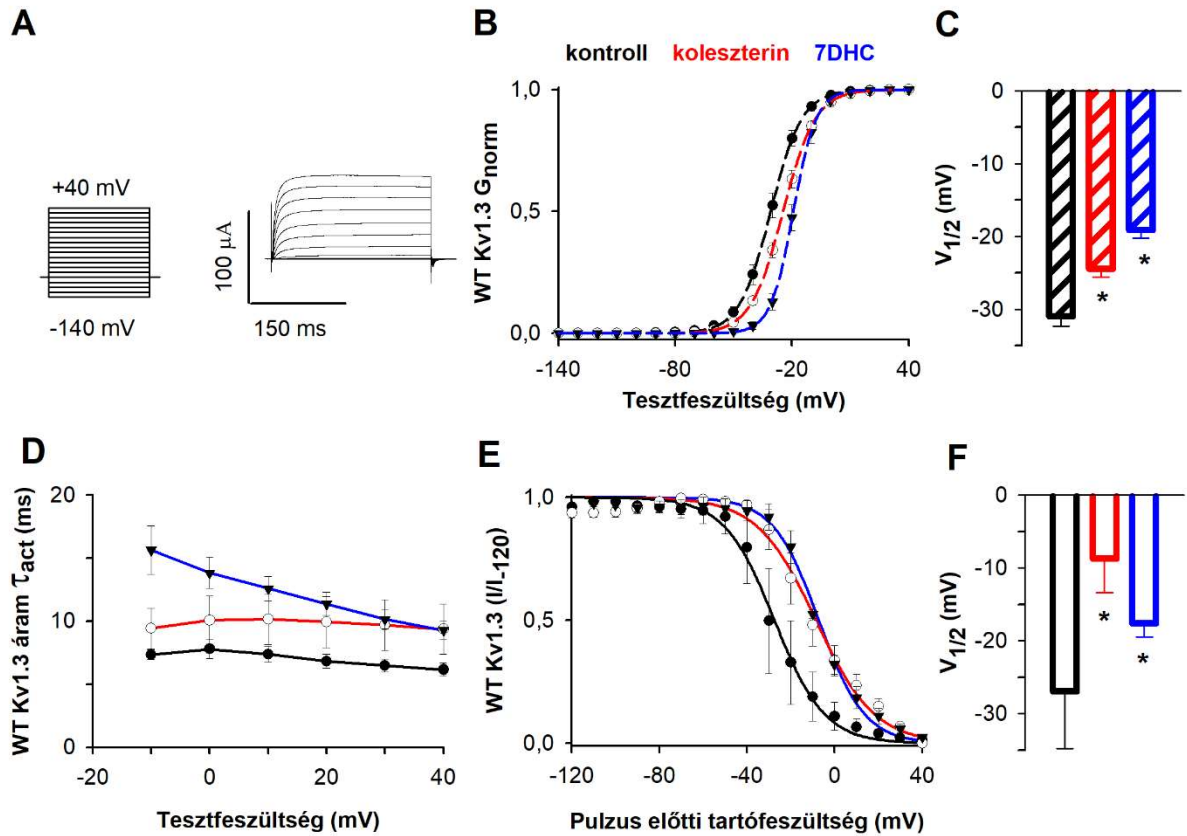 A
+40 mV
-140 mV
100 µA
150 ms
B
kontroll koleszterin 7DHC
WT Kv1.3 Gnorm
1,0
0,5
0,0
-140 -80 -20 40
Tesztfeszültség (mV)
C
V1/2 (mV)
0
-10
-20
-30
* *
D
WT Kv1.3 áram τact (ms)
20
10
0
-20 0 20 40
Tesztfeszültség (mV)
E
WT Kv1.3 (I/I-120)
1,0
0,5
0,0
-120 -80 -40 0 40
Pulzus előtti tartófeszültség (mV)
F
V1/2 (mV)
0
-10
-20
-30
* *